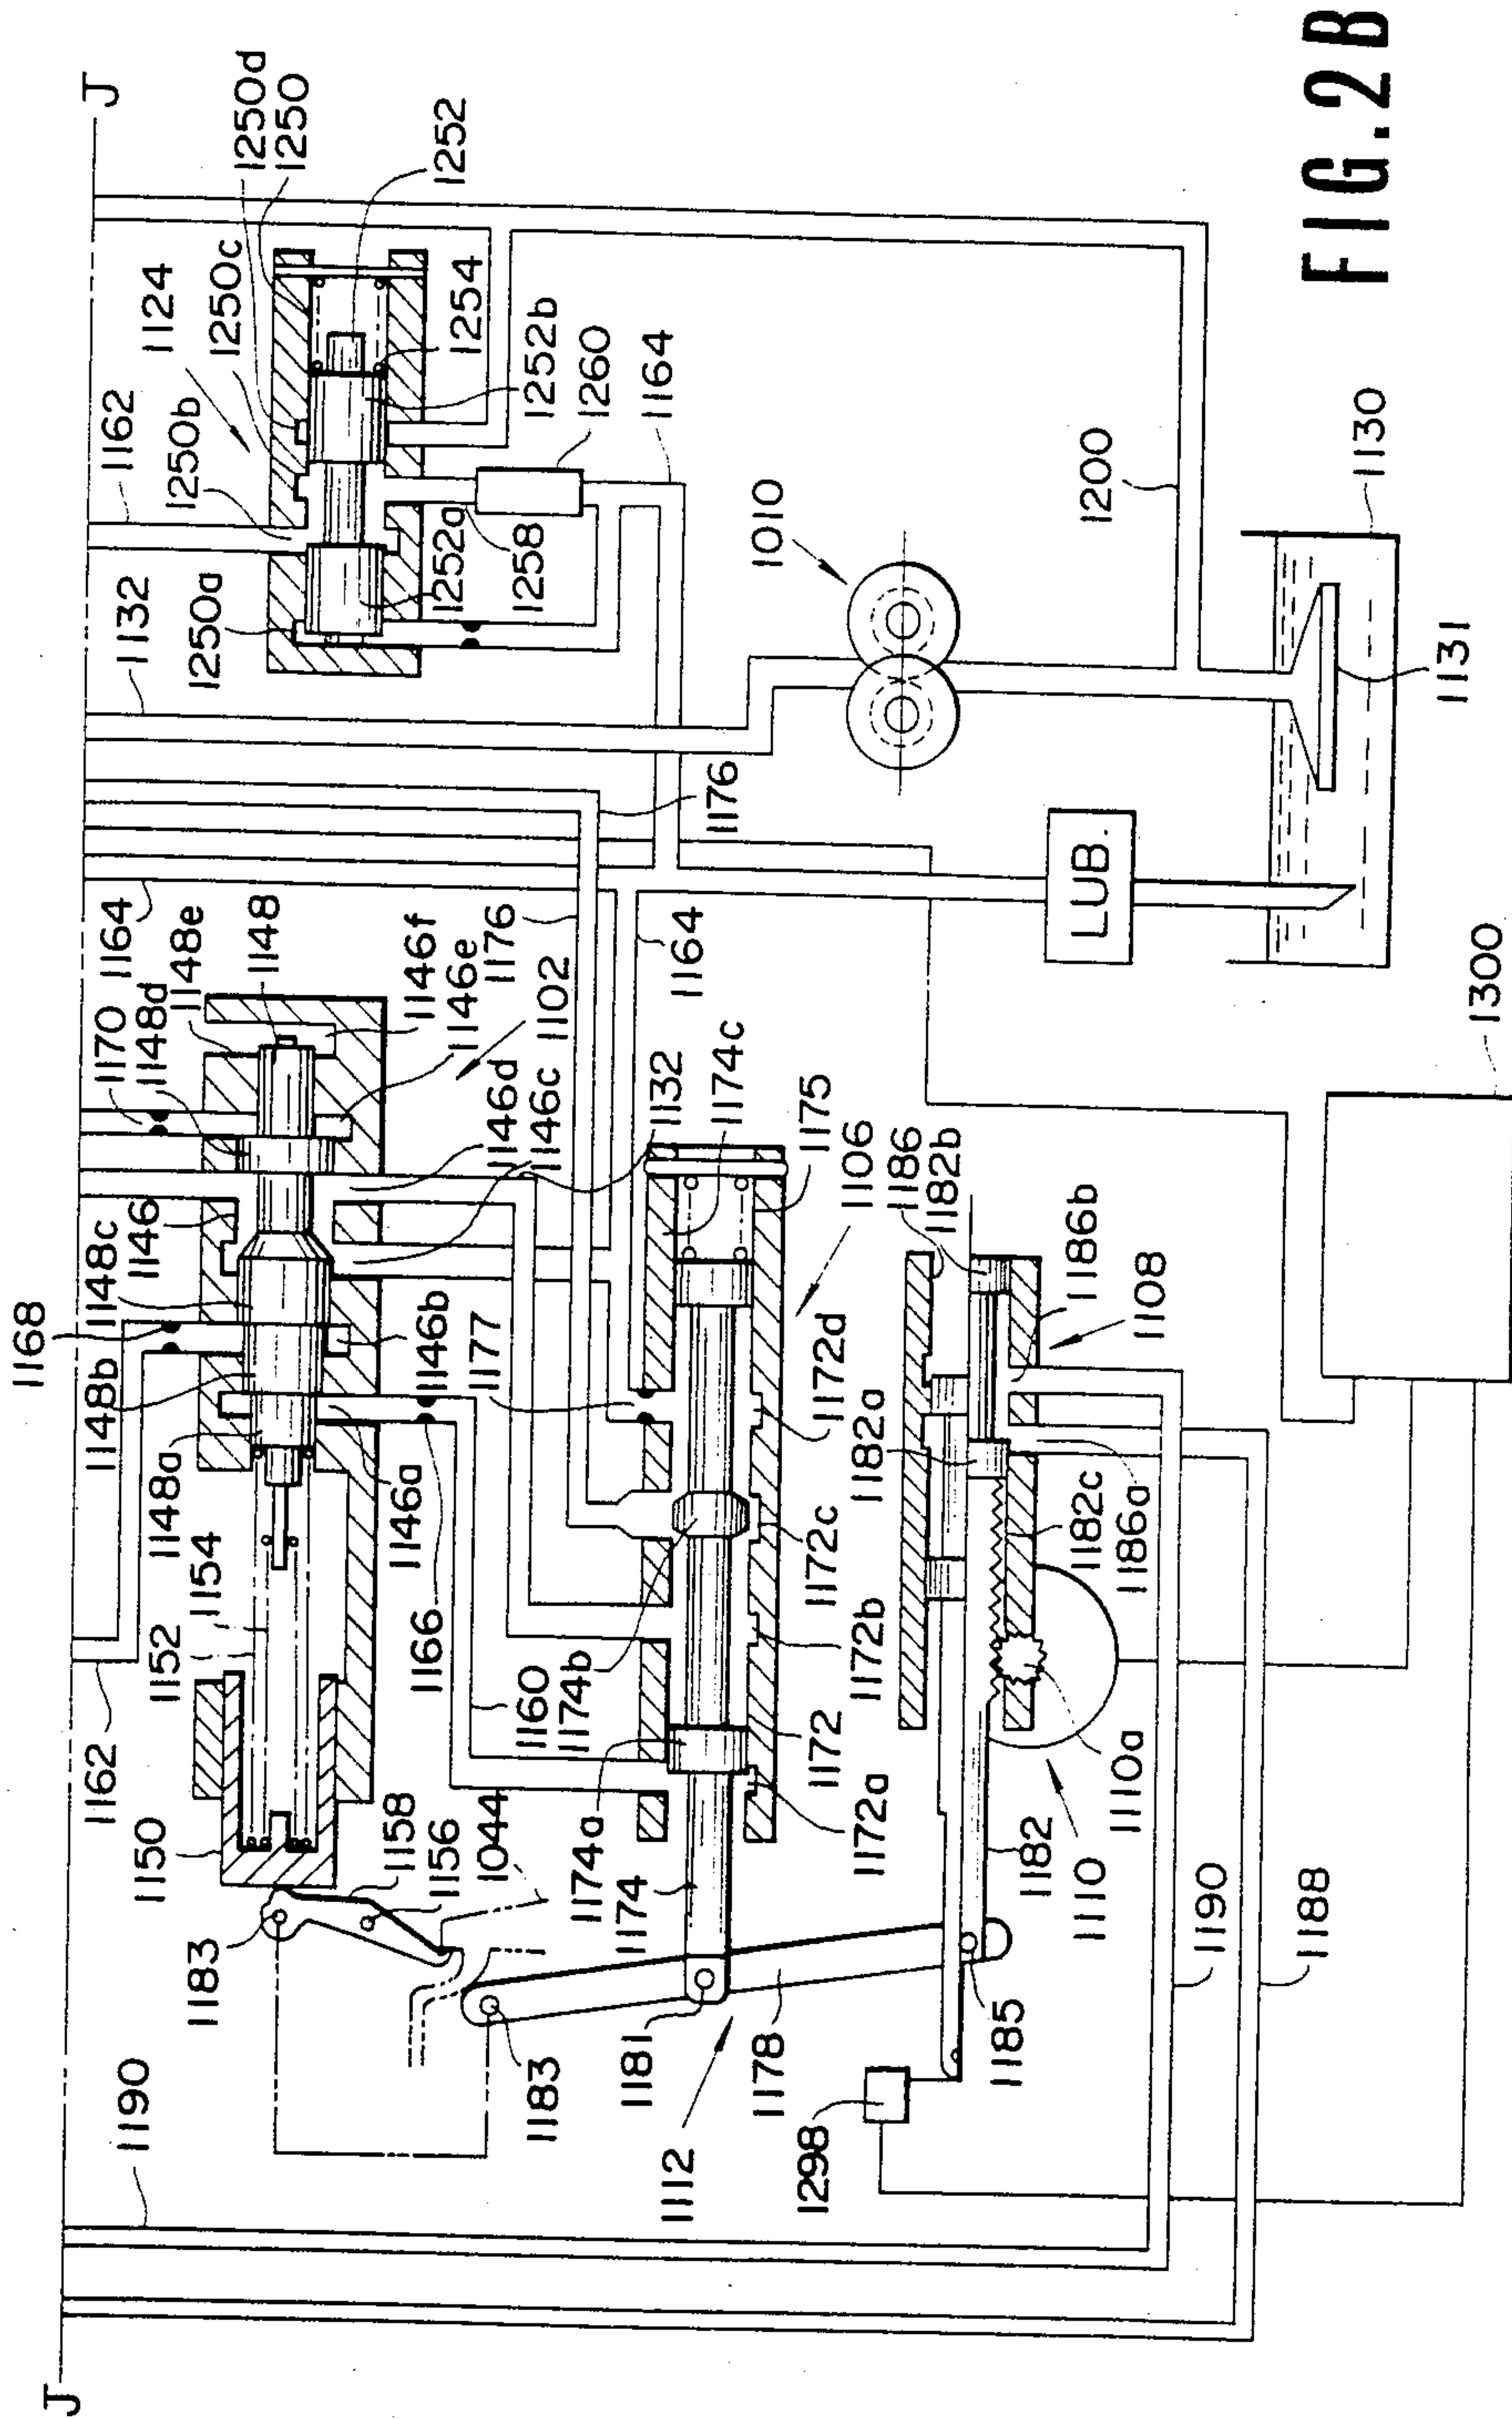 J
1190
1183
1183
1112
1181
1178
1298
1185
1162
1150
1158
1156
1044
1174
1174a
1172a
1172
1182
1110
1110a
1190
1188
1152
1154
1166
1160
1174b
1172b
1172c
1182c
1186a
1168
1148b
1148a
1148c
1146
1146a
1146b
1177
1172d
1182a
1108
1186b
1182b
1186
1106
1175
1174c
1132
1146c
1146d
1102
1176
1146e
1146f
1148
1148e
1148d
1170
1164
1164
1176
1300
LUB.
1131
1130
1200
1010
1132
1250a
1252a
1258
1162
1250b
1124
1250c
1250d
1250
1252
1254
1252b
1260
1164
J
FIG.2B